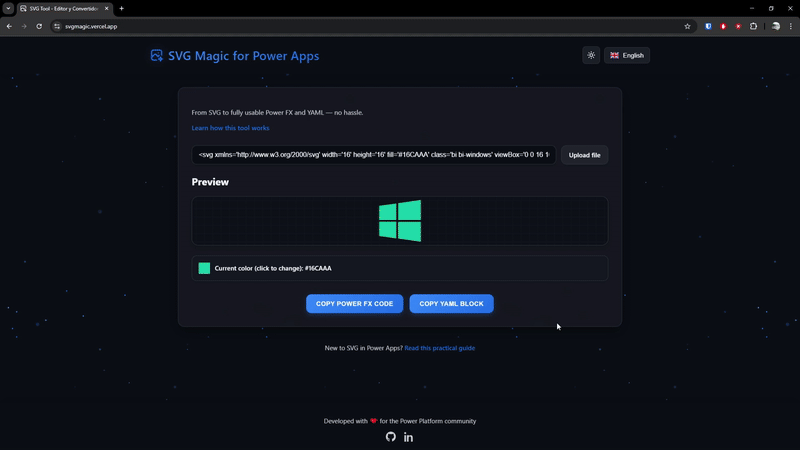 SVG Tool - Editor y Convertido
svgmagic.vercel.app
SVG Magic for Power Apps
English
From SVG to fully usable Power FX and YAML — no hassle.
Learn how this tool works
<svg xmlns='http://www.w3.org/2000/svg' width='16' height='16' fill='#16CAAA' class='bi bi-windows' viewBox='0 0 16 1
Upload file
Preview
Current color (click to change): #16CAAA
COPY POWER FX CODE
COPY YAML BLOCK
New to SVG in Power Apps? Read this practical guide
Developed with ❤ for the Power Platform community
in